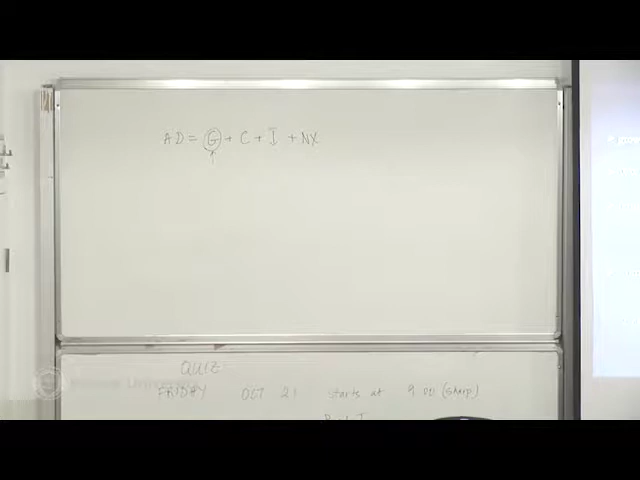 AD = G + C + I + NX
QUIZ
FRIDAY OCT 21 starts at 9 00 (sharp)